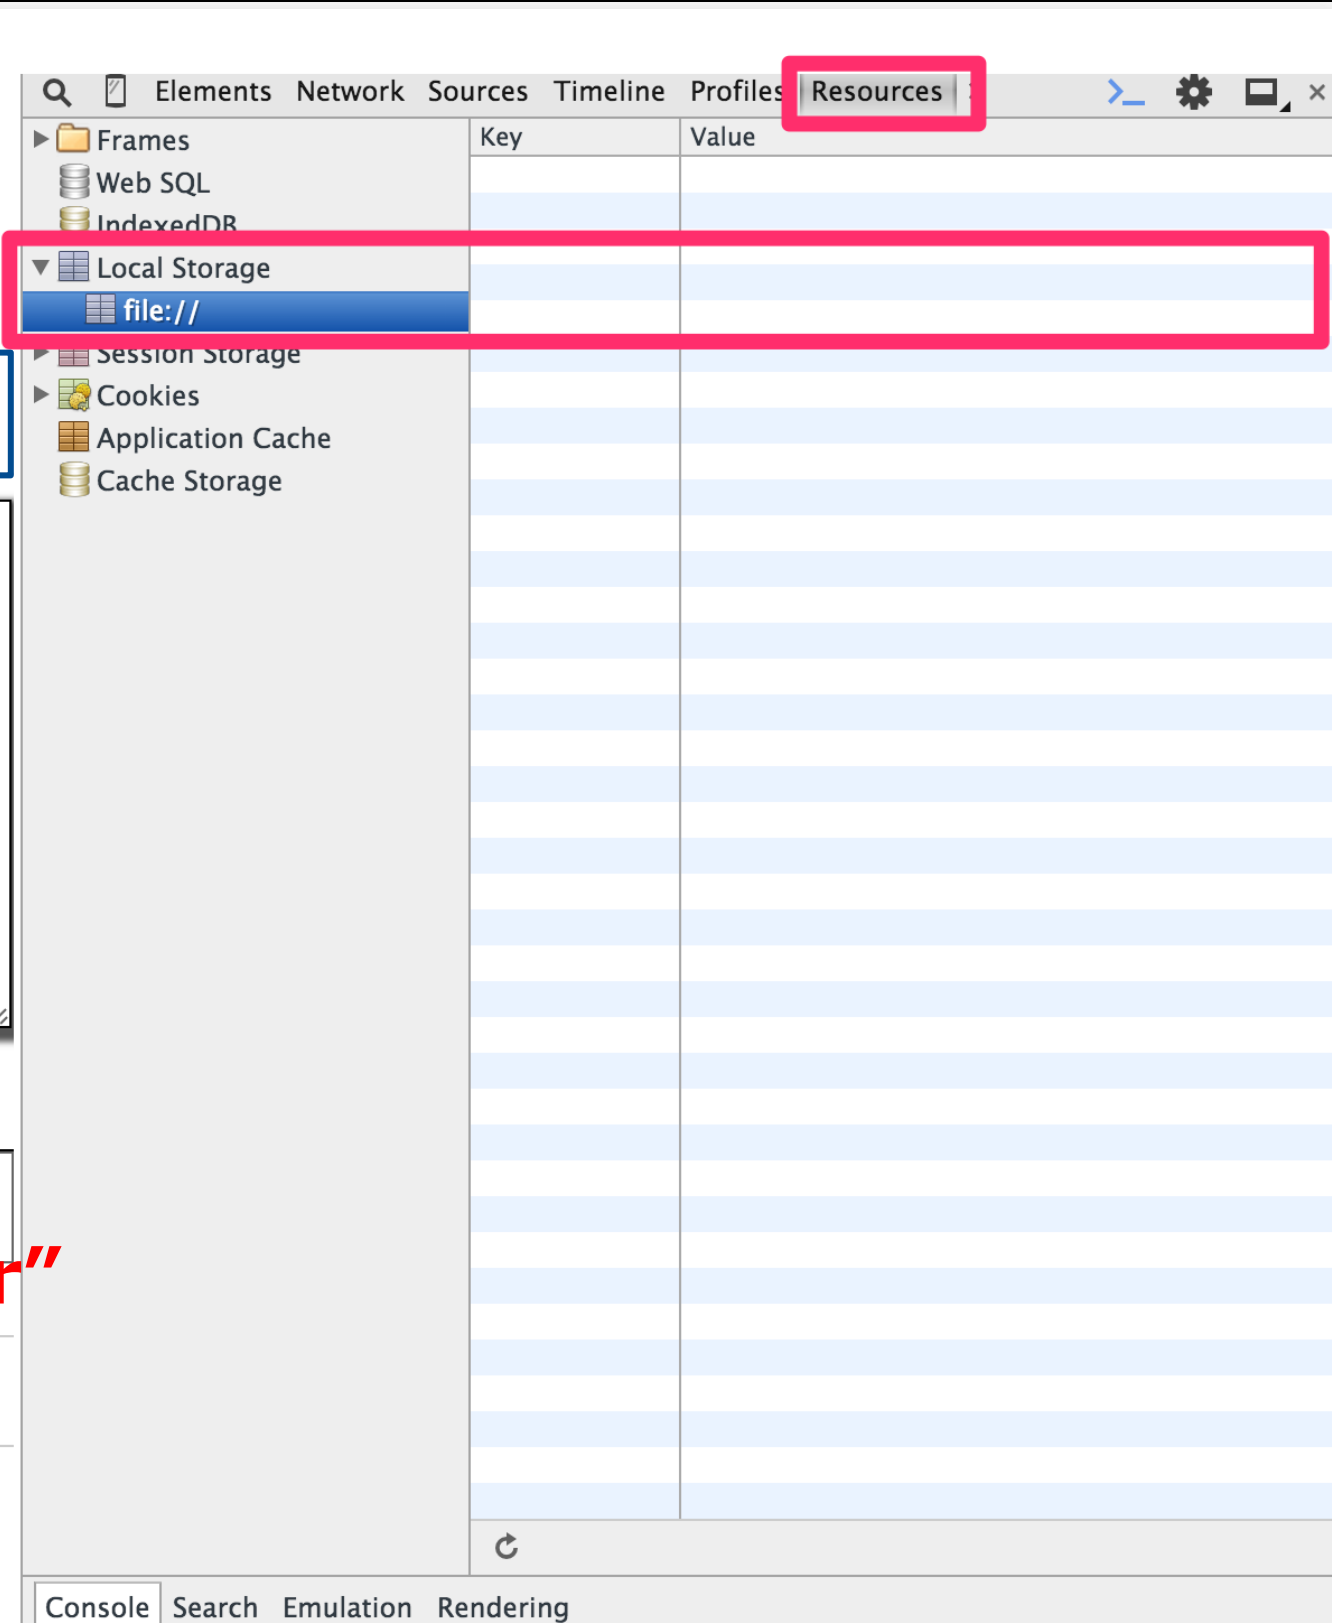 Elements Network Sources Timeline Profiles Resources
Frames
Key Value
Web SQL
IndexedDB
Local Storage
file://
Session Storage
Cookies
Application Cache
Cache Storage
r”
Console Search Emulation Rendering